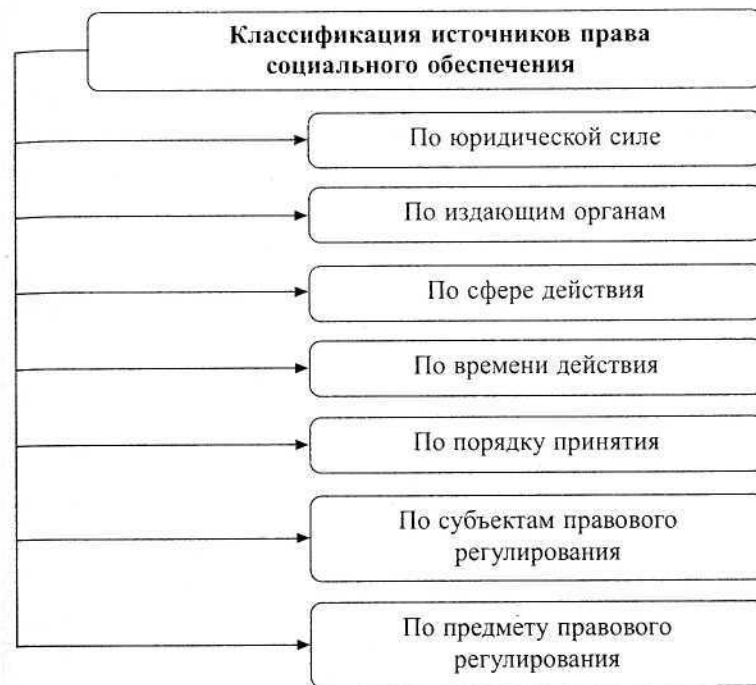 Классификация источников права
социального обеспечения
По юридической силе
По издающим органам
По сфере действия
По времени действия
По порядку принятия
По субъектам правового
регулирования
По предмету правового
регулирования